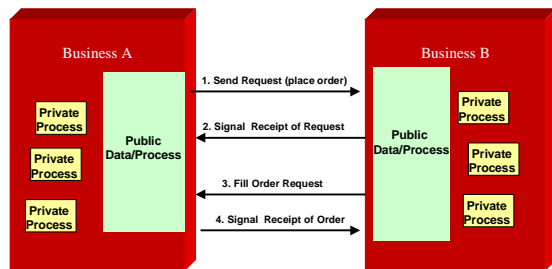 Business A
Business B
1. Send Request (place order)
Private
Process
Public
Data/Process
2. Signal Receipt of Request
Public
Data/Process
Private
Process
Private
Process
Private
Process
3. Fill Order Request
Private
Process
4. Signal Receipt of Order
Private
Process